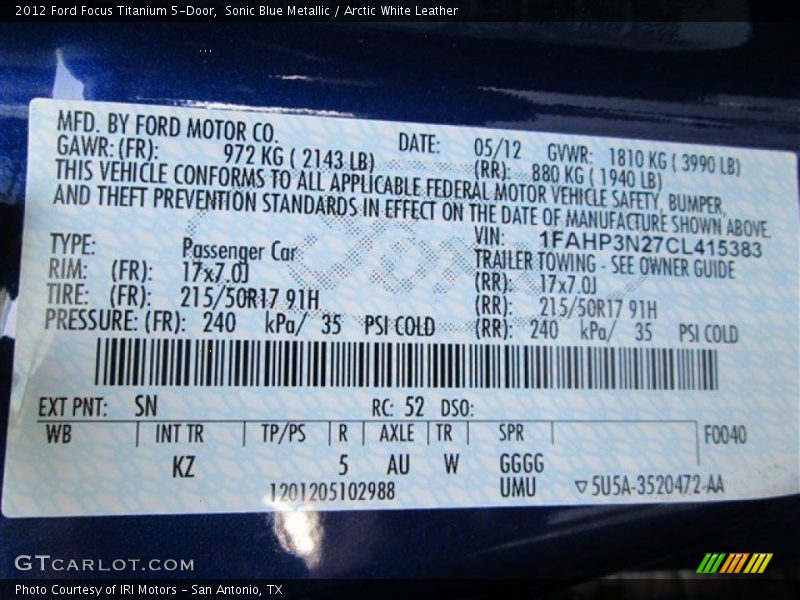 2012 Ford Focus Titanium 5-Door, Sonic Blue Metallic / Arctic White Leather
MFD. BY FORD MOTOR CO. DATE: 05/12 GVWR: 1810 KG ( 3990 LB)
GAWR: (FR): 972 KG ( 2143 LB) (RR): 880 KG ( 1940 LB)
THIS VEHICLE CONFORMS TO ALL APPLICABLE FEDERAL MOTOR VEHICLE SAFETY, BUMPER,
AND THEFT PREVENTION STANDARDS IN EFFECT ON THE DATE OF MANUFACTURE SHOWN ABOVE.
VIN: 1FAHP3N27CL415383
TYPE: Passenger Car TRAILER TOWING - SEE OWNER GUIDE
RIM: (FR): 17x7.0J (RR): 17x7.0J
TIRE: (FR): 215/50R17 91H (RR): 215/50R17 91H
PRESSURE: (FR): 240 kPa/ 35 PSI COLD (RR): 240 kPa/ 35 PSI COLD
EXT PNT: SN RC: 52 DSO:
WB INT TR TP/PS R AXLE TR SPR F0040
KZ 5 AU W GGGG
1201205102988 UMU ▽5U5A-3520472-AA
GTCARLOT.COM
Photo Courtesy of IRI Motors - San Antonio, TX